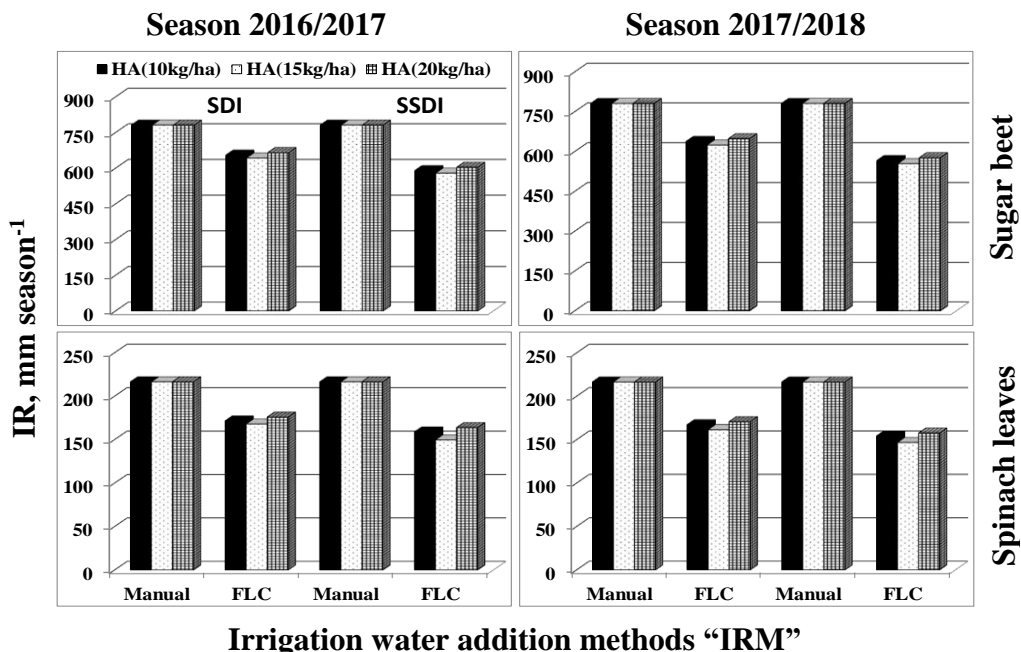 Season 2016/2017
Season 2017/2018
HA(10kg/ha) HA(15kg/ha) HA(20kg/ha)
SDI SSDI
900
750
600
450
300
150
0
900
750
600
450
300
150
0
Sugar beet
IR, mm season-1
250
200
150
100
50
0
250
200
150
100
50
0
Spinach leaves
Manual FLC Manual FLC
Manual FLC Manual FLC
Irrigation water addition methods “IRM”